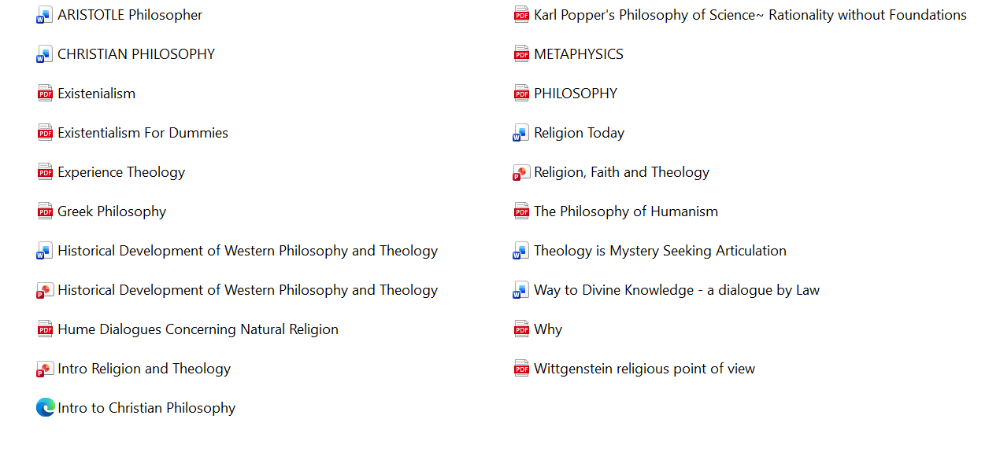 ARISTOTLE Philosopher
CHRISTIAN PHILOSOPHY
Existenialism
Existentialism For Dummies
Experience Theology
Greek Philosophy
Historical Development of Western Philosophy and Theology
Historical Development of Western Philosophy and Theology
Hume Dialogues Concerning Natural Religion
Intro Religion and Theology
Intro to Christian Philosophy
Karl Popper's Philosophy of Science~ Rationality without Foundations
METAPHYSICS
PHILOSOPHY
Religion Today
Religion, Faith and Theology
The Philosophy of Humanism
Theology is Mystery Seeking Articulation
Way to Divine Knowledge - a dialogue by Law
Why
Wittgenstein religious point of view